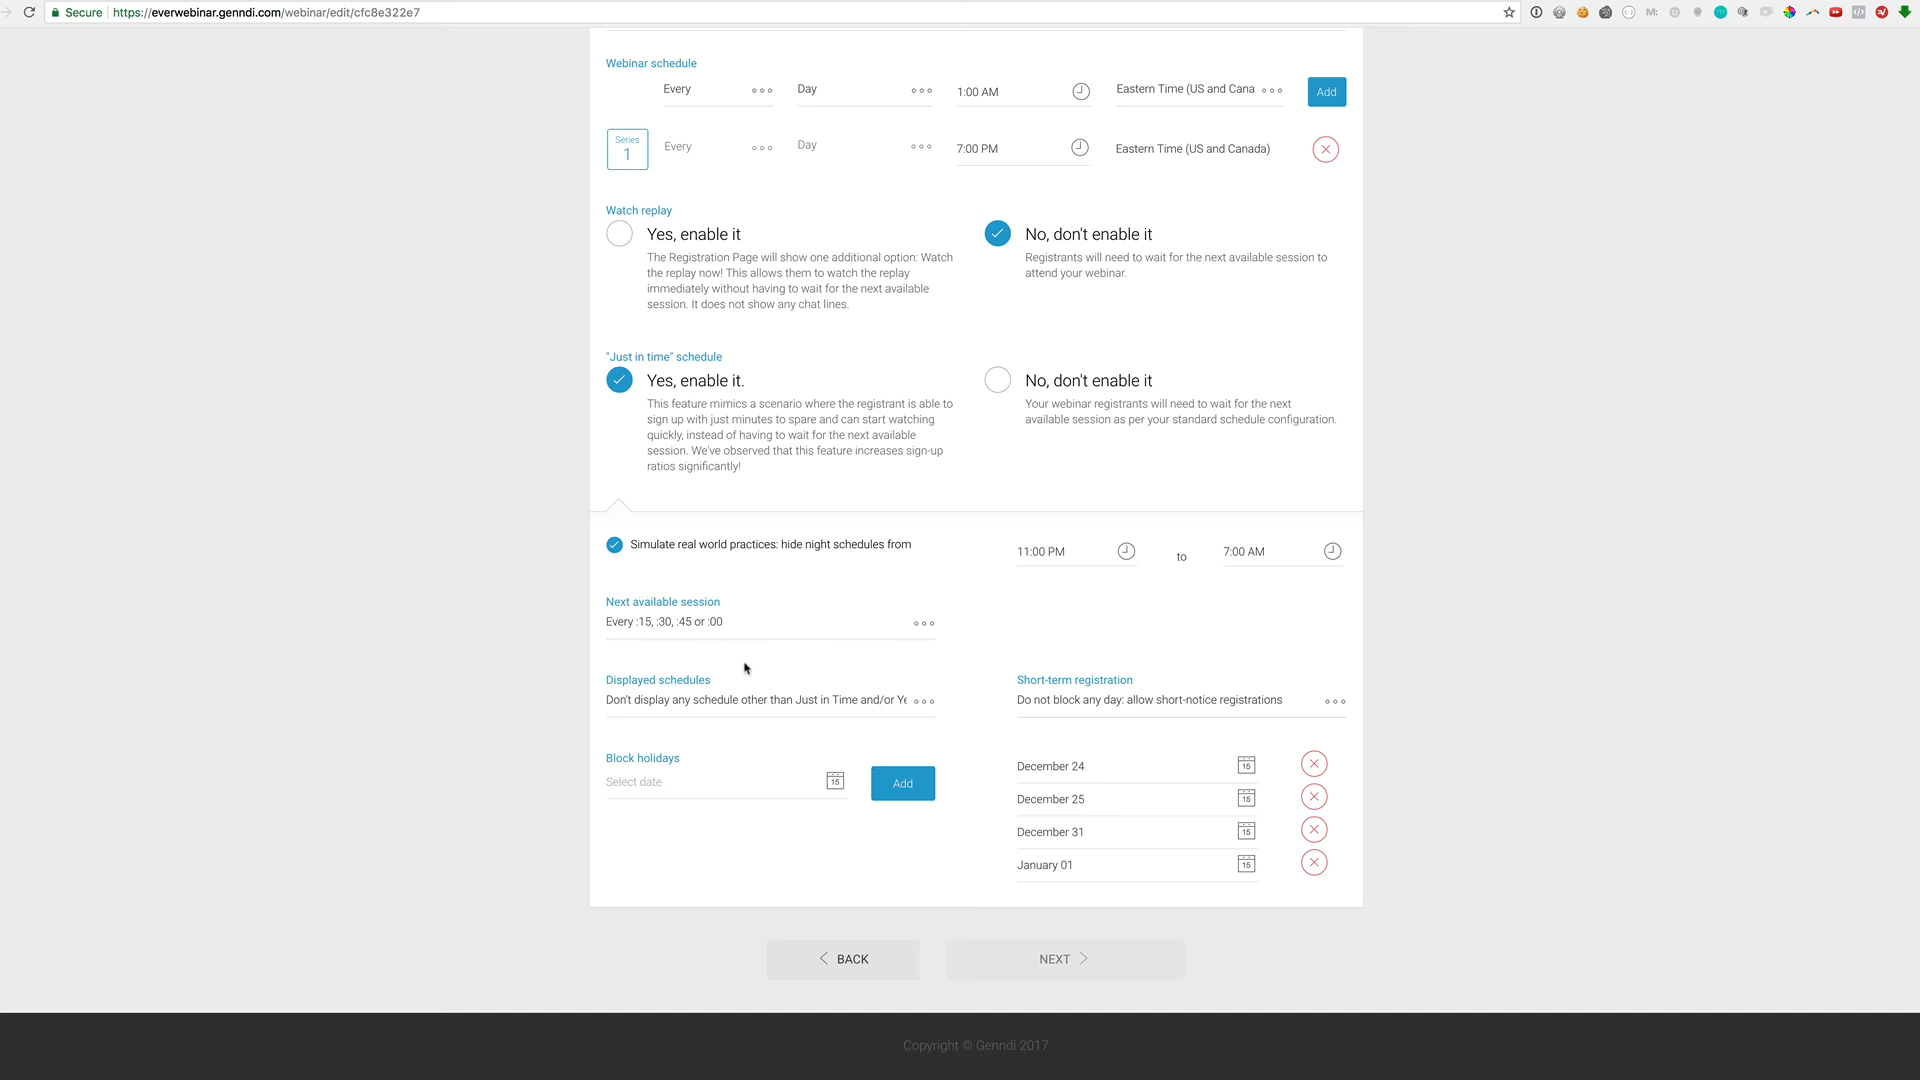 Secure https://everwebinar.genndi.com/webinar/edit/cfc8e322e7
Webinar schedule
Every Day 1:00 AM Eastern Time (US and Cana Add
Series 1 Every Day 7:00 PM Eastern Time (US and Canada)
Watch replay
Yes, enable it
The Registration Page will show one additional option: Watch
the replay now! This allows them to watch the replay
immediately without having to wait for the next available
session. It does not show any chat lines.
No, don't enable it
Registrants will need to wait for the next available session to
attend your webinar.
"Just in time" schedule
Yes, enable it.
This feature mimics a scenario where the registrant is able to
sign up with just minutes to spare and can start watching
quickly, instead of having to wait for the next available
session. We've observed that this feature increases sign-up
ratios significantly!
No, don't enable it
Your webinar registrants will need to wait for the next
available session as per your standard schedule configuration.
Simulate real world practices: hide night schedules from 11:00 PM to 7:00 AM
Next available session
Every :15, :30, :45 or :00
Displayed schedules
Don't display any schedule other than Just in Time and/or Ye
Short-term registration
Do not block any day: allow short-notice registrations
Block holidays
Select date 15 Add
December 24 15
December 25 15
December 31 15
January 01 15
BACK
NEXT
Copyright © Genndi 2017